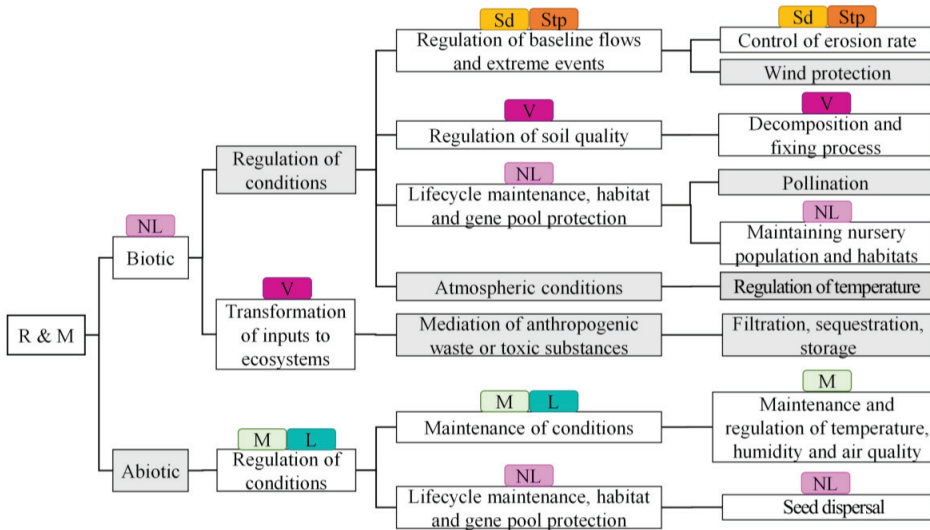 Sd Stp
Regulation of baseline flows
and extreme events
Sd Stp
Control of erosion rate
Wind protection
V
Regulation of soil quality
V
Decomposition and
fixing process
Regulation of
conditions
NL
Lifecycle maintenance, habitat
and gene pool protection
Pollination
NL
Maintaining nursery
population and habitats
NL
Biotic
Atmospheric conditions
Regulation of temperature
V
Transformation
of inputs to
ecosystems
Mediation of anthropogenic
waste or toxic substances
Filtration, sequestration,
storage
R & M
M L
Maintenance of conditions
M
Maintenance and
regulation of temperature,
humidity and air quality
Abiotic
M L
Regulation of
conditions
NL
Lifecycle maintenance, habitat
and gene pool protection
NL
Seed dispersal